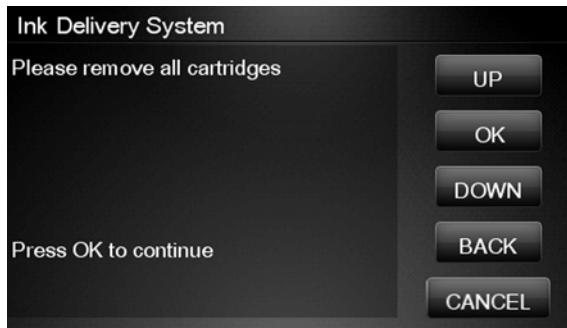 Ink Delivery System
Please remove all cartridges
Press OK to continue
UP
OK
DOWN
BACK
CANCEL